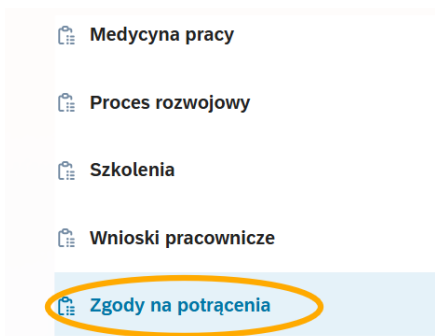 Medycyna pracy
Proces rozwojowy
Szkolenia
Wnioski pracownicze
Zgody na potrącenia